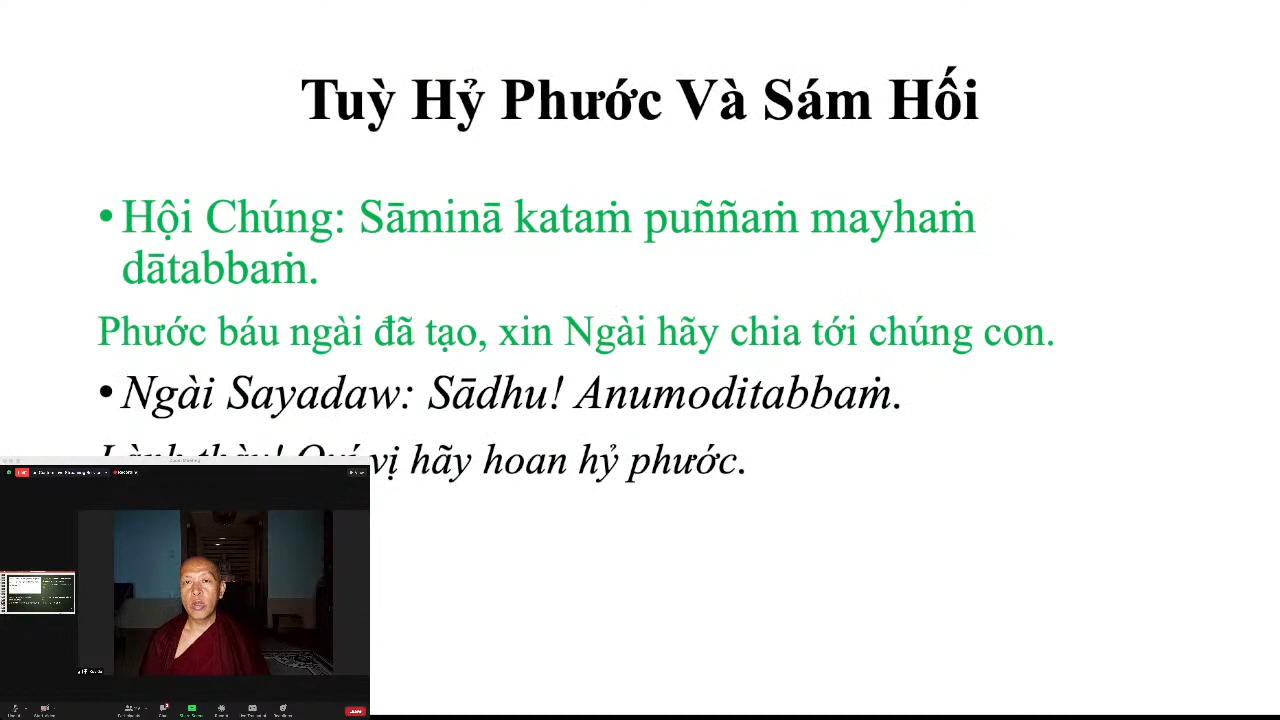 Tuỳ Hỷ Phước Và Sám Hối
• Hội Chúng: Sāminā kataṁ puññaṁ mayhaṁ
dātabbaṁ.
Phước báu ngài đã tạo, xin Ngài hãy chia tới chúng con.
• Ngài Sayadaw: Sādhu! Anumoditabbaṁ.
vị hãy hoan hỷ phước.